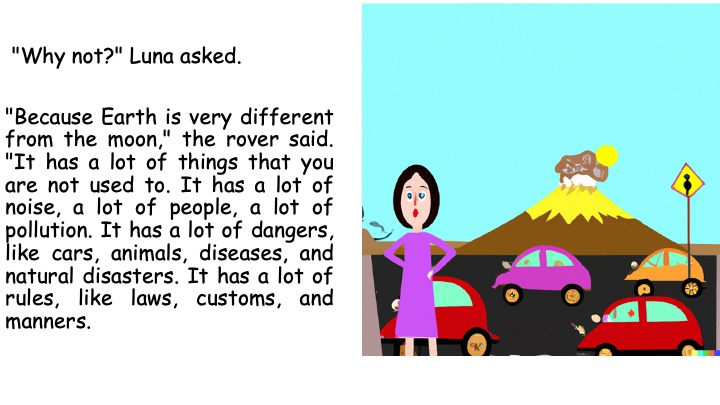 "Why not?" Luna asked.
"Because Earth is very different
from the moon," the rover said.
"It has a lot of things that you
are not used to. It has a lot of
noise, a lot of people, a lot of
pollution. It has a lot of dangers,
like cars, animals, diseases, and
natural disasters. It has a lot of
rules, like laws, customs, and
manners.